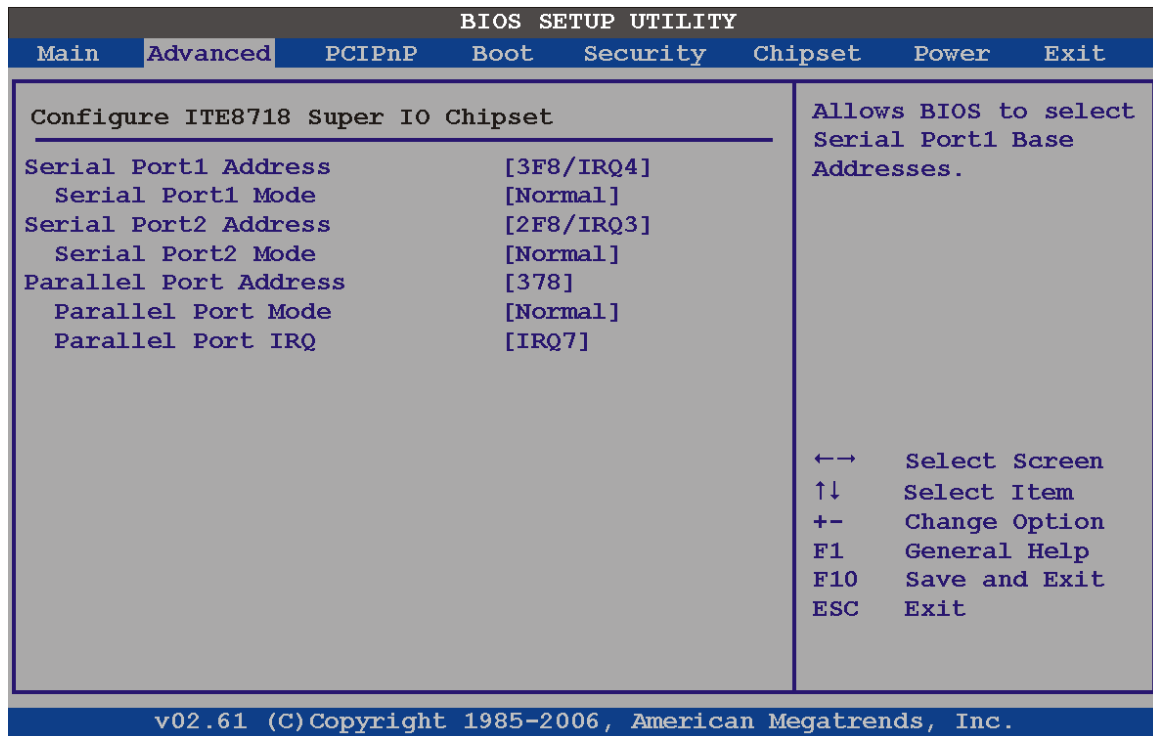 BIOS SETUP UTILITY
Main Advanced PCIPnP Boot Security Chipset Power Exit
Configure ITE8718 Super IO Chipset
Serial Port1 Address [3F8/IRQ4]
Serial Port1 Mode [Normal]
Serial Port2 Address [2F8/IRQ3]
Serial Port2 Mode [Normal]
Parallel Port Address [378]
Parallel Port Mode [Normal]
Parallel Port IRQ [IRQ7]
Allows BIOS to select
Serial Port1 Base
Addresses.
←→ Select Screen
↑↓ Select Item
+- Change Option
F1 General Help
F10 Save and Exit
ESC Exit
v02.61 (C)Copyright 1985-2006, American Megatrends, Inc.